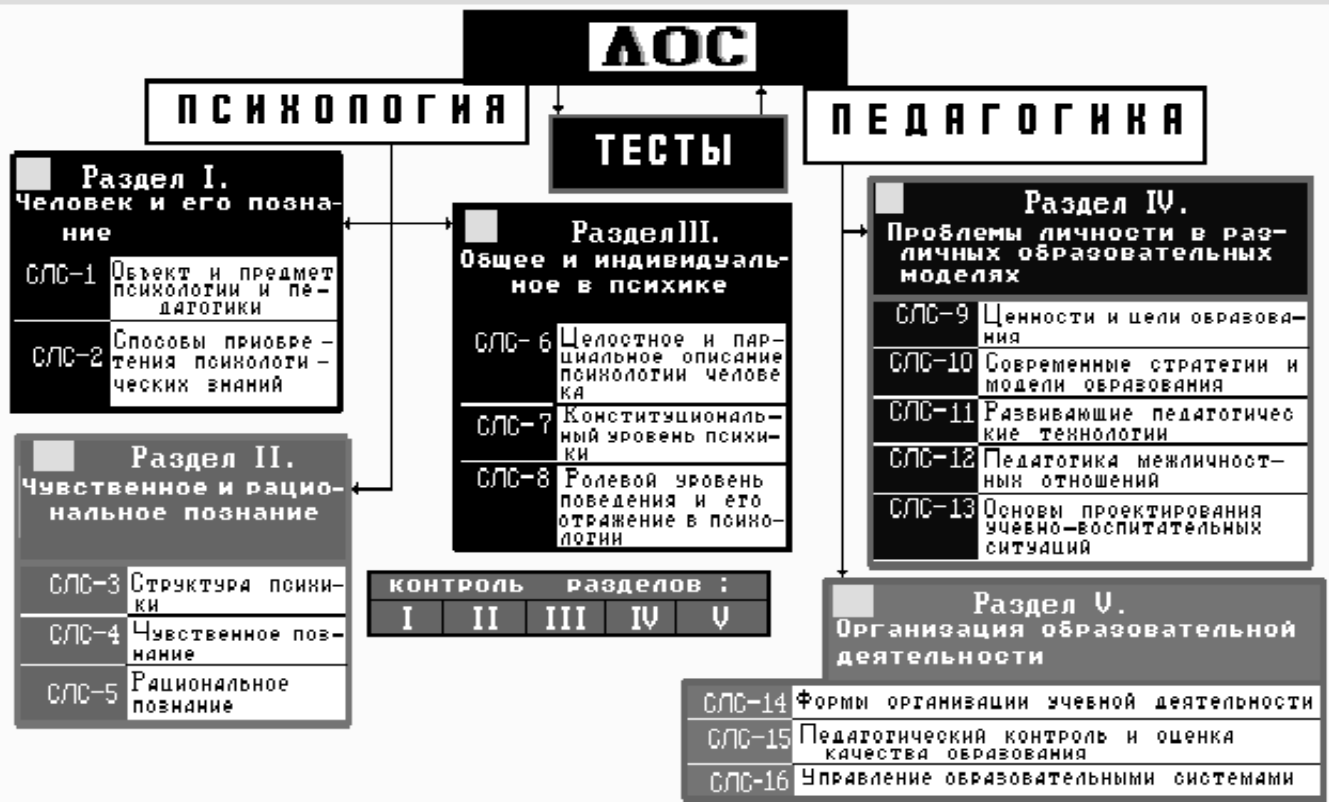 ЛОС
ПСИХОЛОГИЯ
ТЕСТЫ
ПЕДАГОГИКА
Раздел I.
Человек и его позна-
ние
СЛС-1 Объект и предмет
психологии и пе-
дагогики
СЛС-2 Способы приобре-
тения психологи-
ческих знаний
Раздел II.
Чувственное и рацио-
нальное познание
СЛС-3 Структура психи-
ки
СЛС-4 Чувственное поз-
нание
СЛС-5 Рациональное
познание
Раздел III.
Общее и индивидуаль-
ное в психике
СЛС-6 Целостное и пар-
циальное описание
психологии челове
ка
СЛС-7 Конституциональ-
ный уровень психи-
ки
СЛС-8 Ролевой уровень
поведения и его
отражение в психо-
логии
контроль разделов :
I II III IV V
Раздел IV.
Проблемы личности в раз-
личных образовательных
моделях
СЛС-9 Ценности и цели образова-
ния
СЛС-10 Современные стратегии и
модели образования
СЛС-11 Развивающие педагогичес
кие технологии
СЛС-12 Педагогика межличност-
ных отношений
СЛС-13 Основы проектирования
учебно-воспитательных
ситуаций
Раздел V.
Организация образовательной
деятельности
СЛС-14 Формы организации учебной деятельности
СЛС-15 Педагогический контроль и оценка
качества образования
СЛС-16 Управление образовательными системами